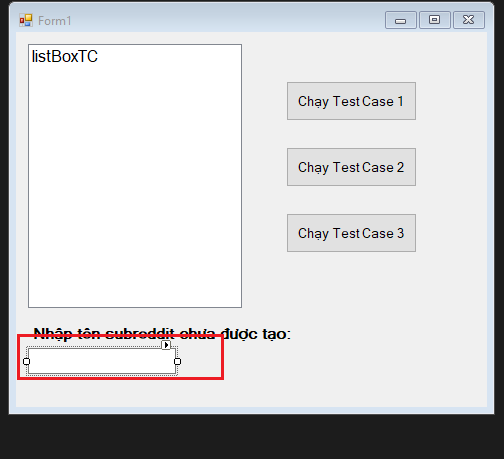 Form1
listBoxTC
Chạy Test Case 1
Chạy Test Case 2
Chạy Test Case 3
Nhập tên subreddit chưa được tạo: